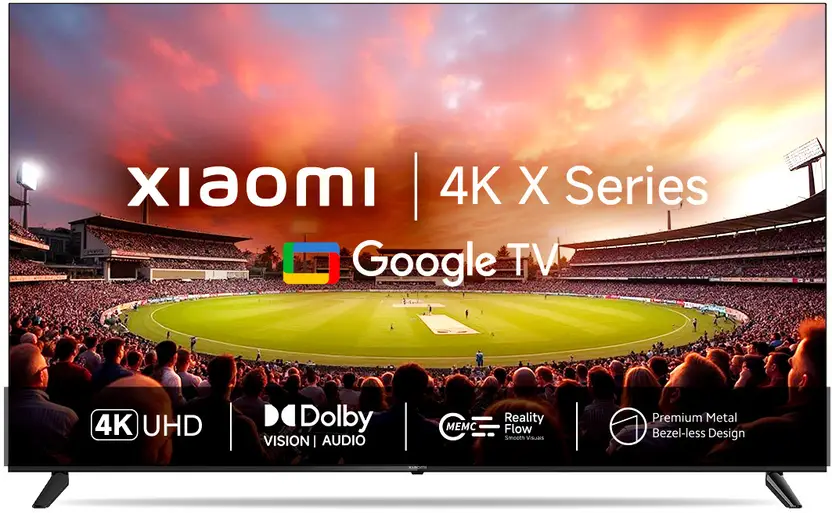 xiaomi | 4K X Series
Google TV
4K UHD
Dolby
VISION | AUDIO
MEMC Reality
Flow
Smooth Visuals
Premium Metal
Bezel-less Design
XIAOMI